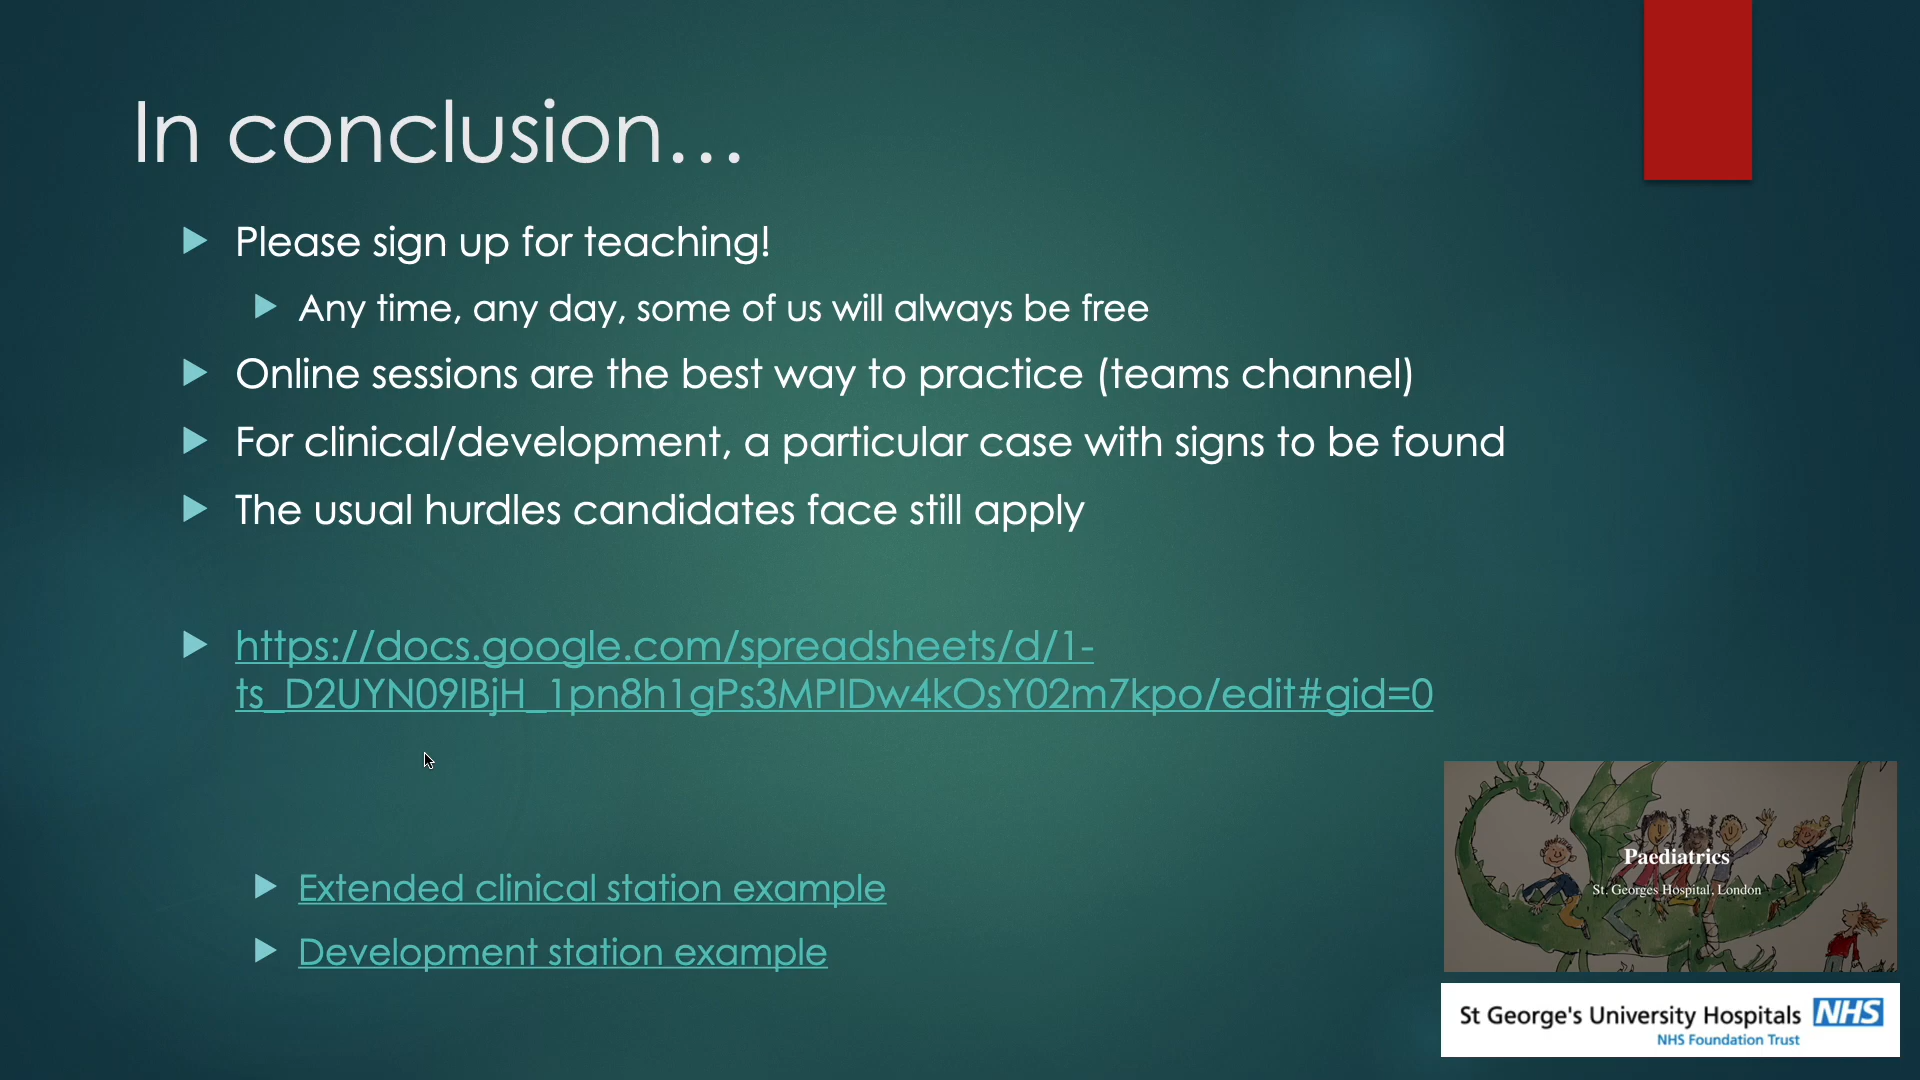 In conclusion…
Please sign up for teaching!
Any time, any day, some of us will always be free
Online sessions are the best way to practice (teams channel)
For clinical/development, a particular case with signs to be found
The usual hurdles candidates face still apply
https://docs.google.com/spreadsheets/d/1-
ts_D2UYN09lBjH_1pn8h1gPs3MPlDw4kOsY02m7kpo/edit#gid=0
Extended clinical station example
Development station example
Paediatrics
St. Georges Hospital, London
St George's University Hospitals NHS
NHS Foundation Trust